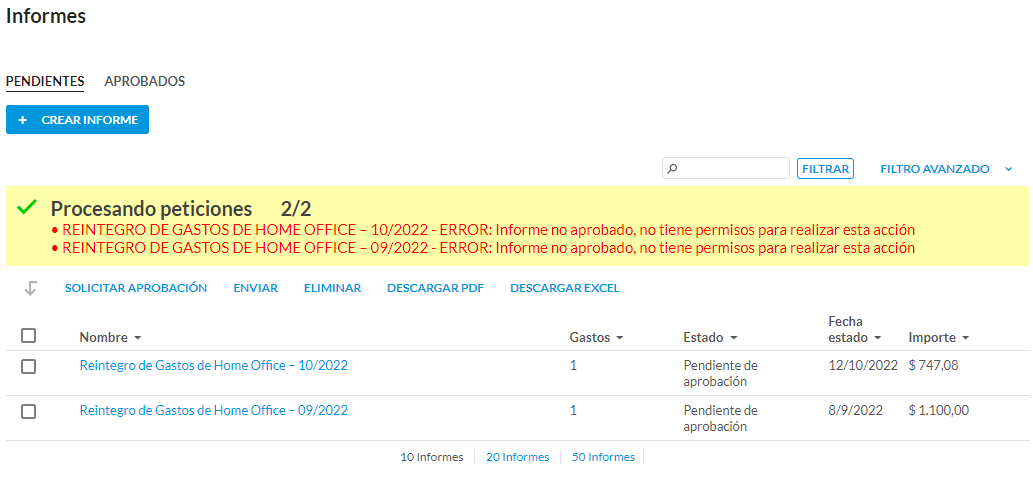 Informes
PENDIENTES APROBADOS
+ CREAR INFORME
FILTRAR FILTRO AVANZADO
Procesando peticiones 2/2
• REINTEGRO DE GASTOS DE HOME OFFICE – 10/2022 - ERROR: Informe no aprobado, no tiene permisos para realizar esta acción
• REINTEGRO DE GASTOS DE HOME OFFICE – 09/2022 - ERROR: Informe no aprobado, no tiene permisos para realizar esta acción
SOLICITAR APROBACIÓN ENVIAR ELIMINAR DESCARGAR PDF DESCARGAR EXCEL
Nombre Gastos Estado Fecha estado Importe
Reintegro de Gastos de Home Office – 10/2022 1 Pendiente de aprobación 12/10/2022 $ 747,08
Reintegro de Gastos de Home Office – 09/2022 1 Pendiente de aprobación 8/9/2022 $ 1.100,00
10 Informes 20 Informes 50 Informes